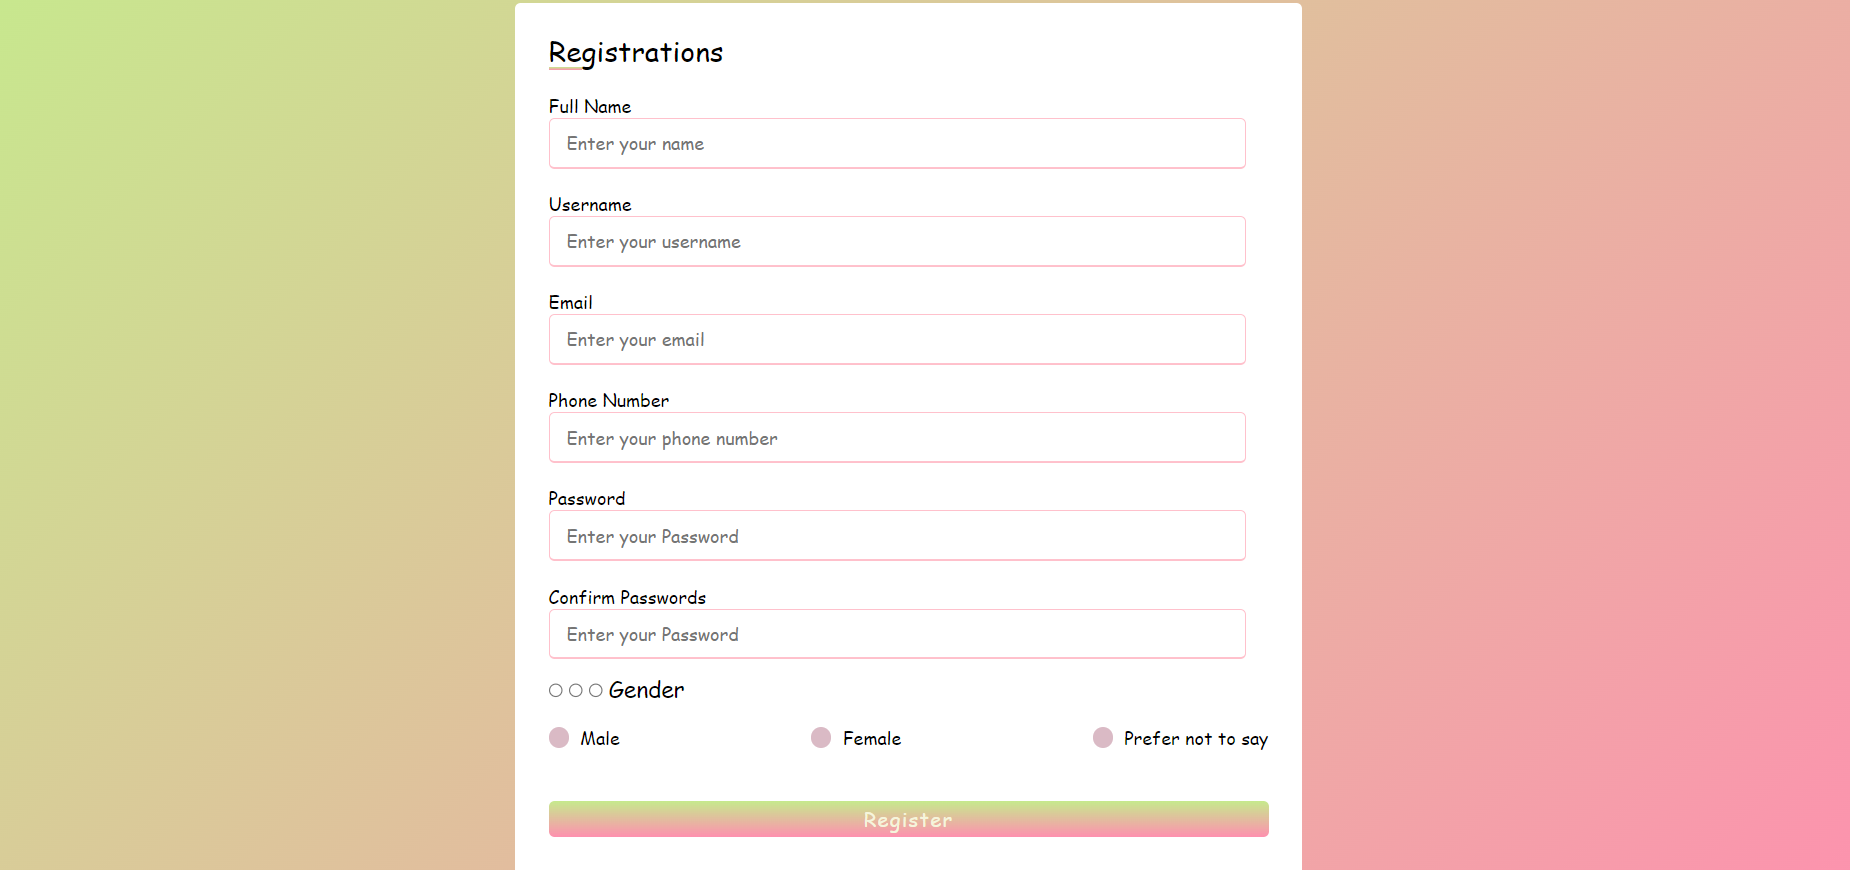 Registrations
Full Name
Enter your name
Username
Enter your username
Email
Enter your email
Phone Number
Enter your phone number
Password
Enter your Password
Confirm Passwords
Enter your Password
Gender
Male Female Prefer not to say
Register